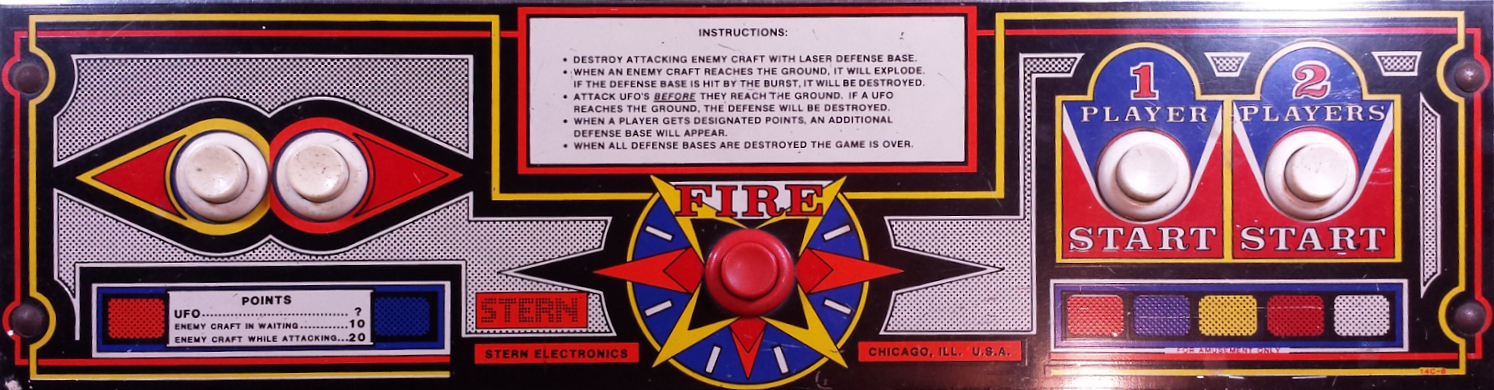 INSTRUCTIONS:
• DESTROY ATTACKING ENEMY CRAFT WITH LASER DEFENSE BASE.
• WHEN AN ENEMY CRAFT REACHES THE GROUND, IT WILL EXPLODE.
IF THE DEFENSE BASE IS HIT BY THE BURST, IT WILL BE DESTROYED.
• ATTACK UFO'S BEFORE THEY REACH THE GROUND. IF A UFO
REACHES THE GROUND, THE DEFENSE WILL BE DESTROYED.
• WHEN A PLAYER GETS DESIGNATED POINTS, AN ADDITIONAL
DEFENSE BASE WILL APPEAR.
• WHEN ALL DEFENSE BASES ARE DESTROYED THE GAME IS OVER.
POINTS
UFO......................................?
ENEMY CRAFT IN WAITING..........10
ENEMY CRAFT WHILE ATTACKING...20
STERN
STERN ELECTRONICS
FIRE
CHICAGO, ILL. U.S.A.
1
PLAYER
START
2
PLAYERS
START
FOR AMUSEMENT ONLY
14C-8